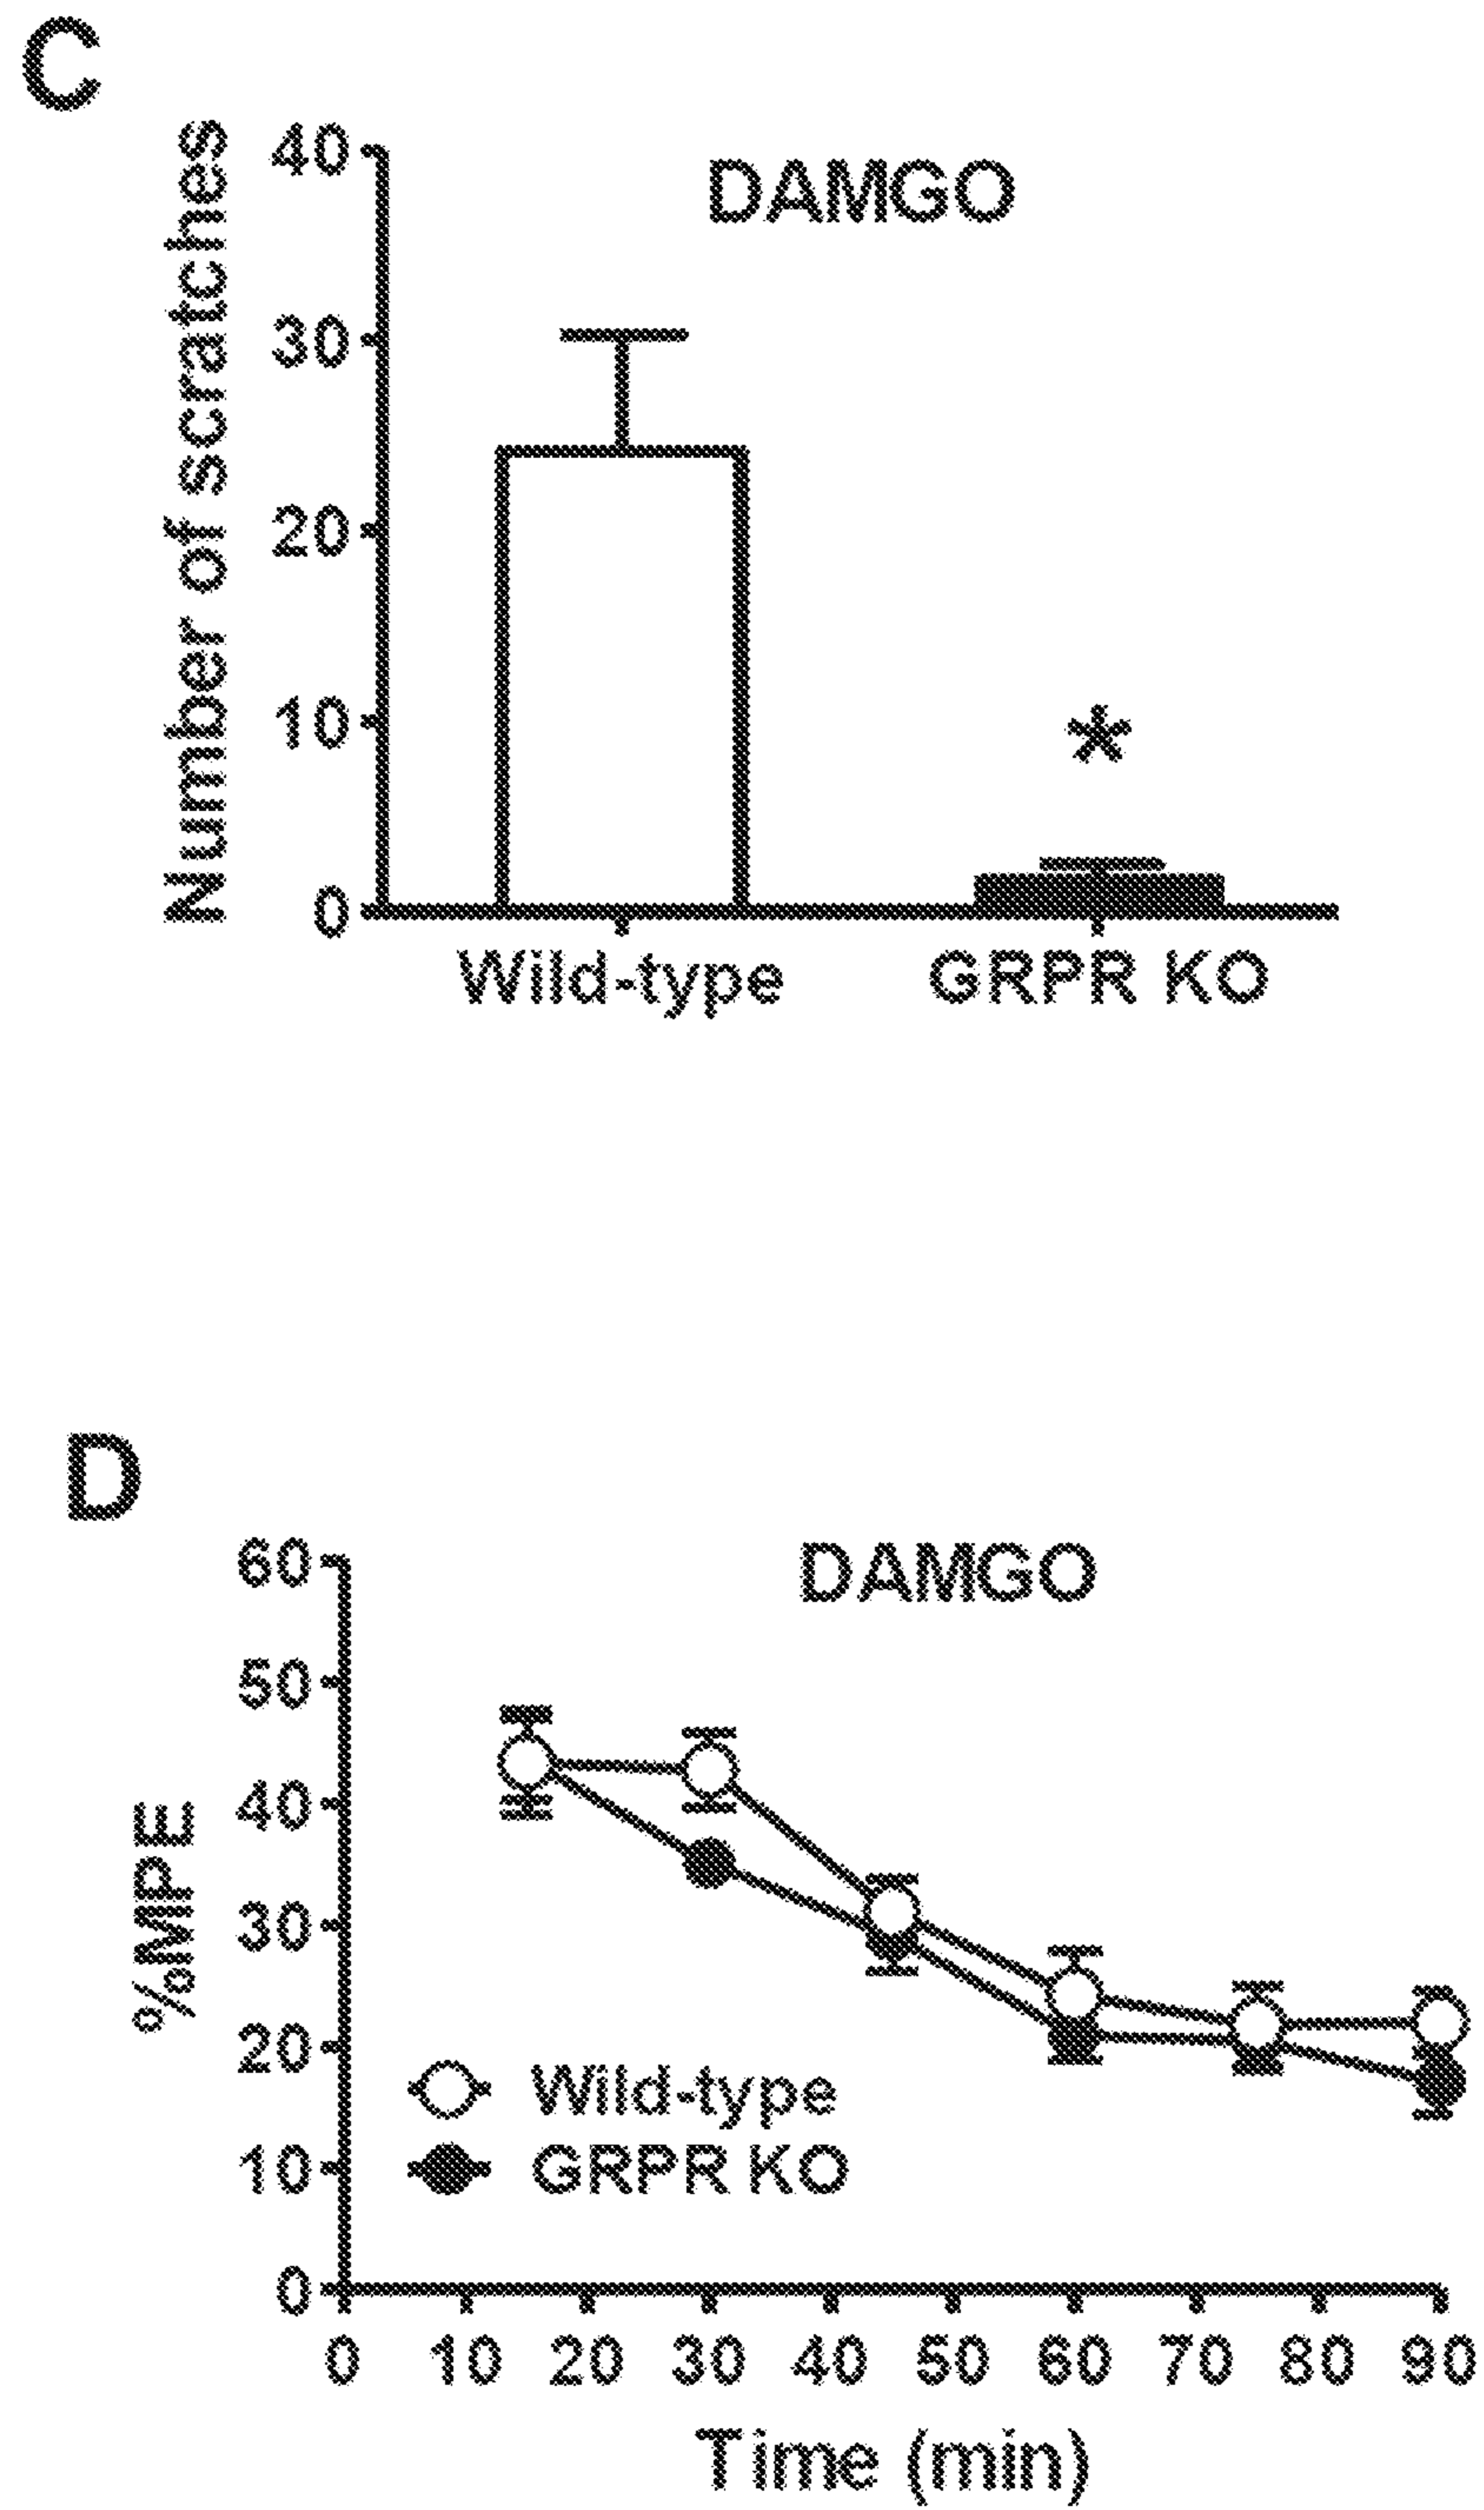 C
DAMGO
Number of scratches
40
30
20
10
0
*
Wild-type
GRPR KO
D
DAMGO
%MPE
60
50
40
30
20
10
0
Wild-type
GRPR KO
0 10 20 30 40 50 60 70 80 90
Time (min)